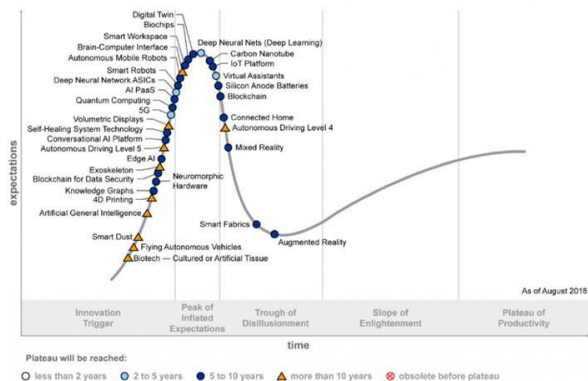 Digital Twin
Biochips
Smart Workspace
Brain-Computer Interface
Autonomous Mobile Robots
Smart Robots
Deep Neural Network ASICs
AI PaaS
Quantum Computing
5G
Volumetric Displays
Self-Healing System Technology
Conversational AI Platform
Autonomous Driving Level 5
Edge AI
Exoskeleton
Blockchain for Data Security
Neuromorphic
Hardware
Knowledge Graphs
4D Printing
Artificial General Intelligence
Smart Dust
Flying Autonomous Vehicles
Biotech — Cultured or Artificial Tissue
Deep Neural Nets (Deep Learning)
Carbon Nanotube
IoT Platform
Virtual Assistants
Silicon Anode Batteries
Blockchain
Connected Home
Autonomous Driving Level 4
Mixed Reality
Smart Fabrics
Augmented Reality
expectations
As of August 2018
Innovation
Trigger
Peak of
Inflated
Expectations
Trough of
Disillusionment
Slope of
Enlightenment
Plateau of
Productivity
time
Plateau will be reached:
less than 2 years
2 to 5 years
5 to 10 years
more than 10 years
obsolete before plateau